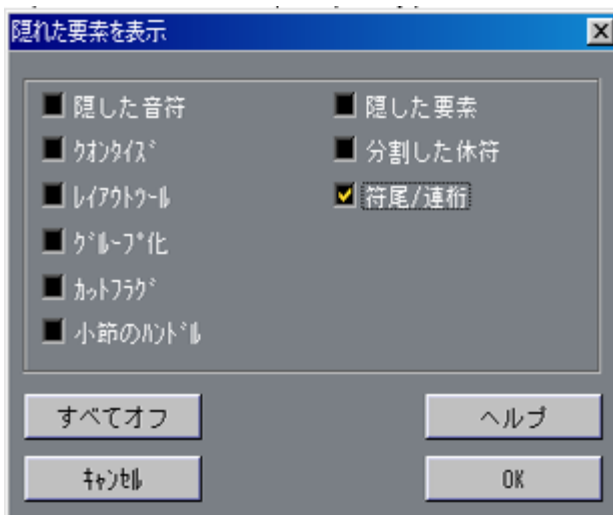 隠れた要素を表示
隠した音符
隠した要素
ｸｵﾝﾀｲｽﾞ
分割した休符
ﾚｲｱｳﾄﾂｰﾙ
符尾/連桁
ｸﾞﾙｰﾌﾟ化
ｶｯﾄﾌﾗｸﾞ
小節のﾊﾝﾄﾞﾙ
すべてオフ
ヘルプ
ｷｬﾝｾﾙ
OK